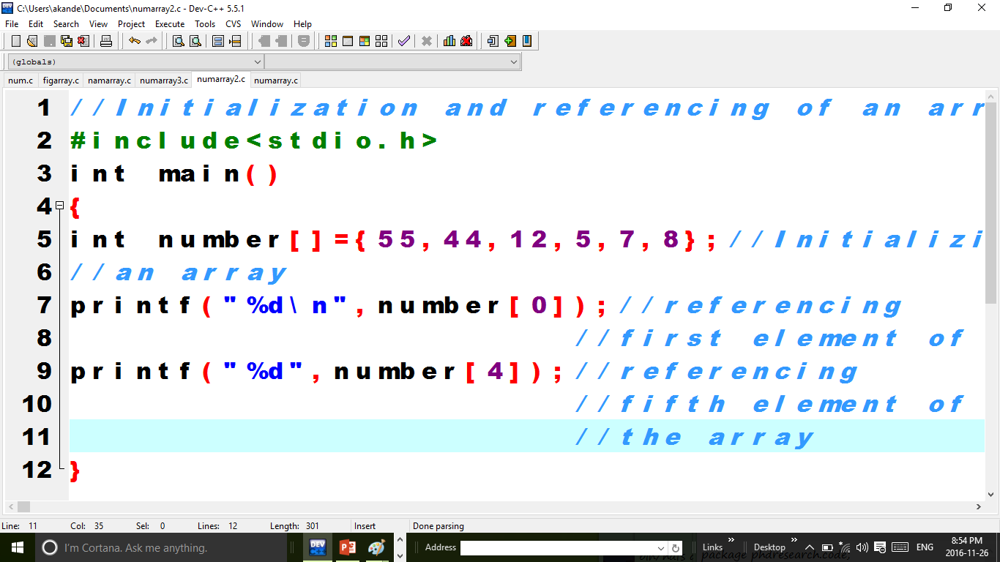 C:\Users\akande\Documents\numarray2.c - Dev-C++ 5.5.1
File Edit Search View Project Execute Tools CVS Window Help
(globals)
num.c figarray.c namarray.c numarray3.c numarray2.c numarray.c
1 //Initialization and referencing of an arr
2 #include<stdio.h>
3 int main()
4 {
5 int number[]={55,44,12,5,7,8};//Initializi
6 //an array
7 printf("%d\n",number[0]);//referencing
8 //first element of
9 printf("%d",number[4]);//referencing
10 //fifth element of
11 //the array
12 }
Line: 11 Col: 35 Sel: 0 Lines: 12 Length: 301 Insert Done parsing
I'm Cortana. Ask me anything. DEV Address Links » Desktop » ENG 8:54 PM
2016-11-26
package phdresearch.code;